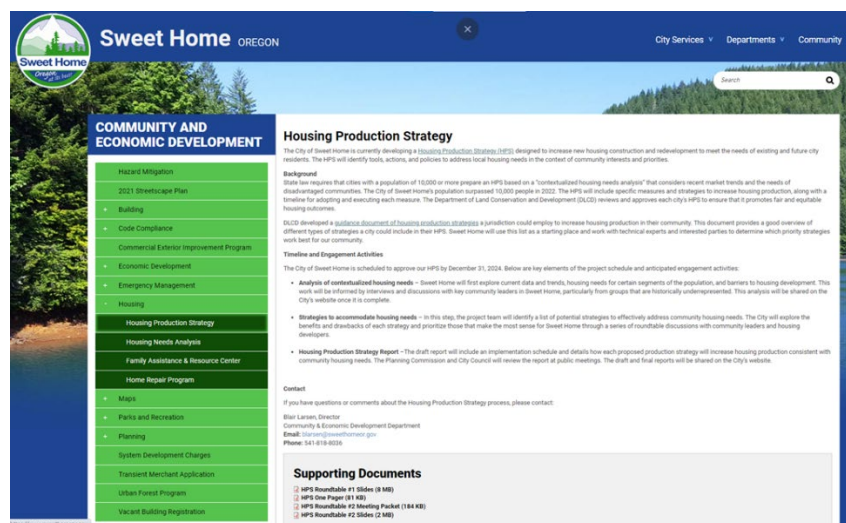 Sweet Home OREGON
City Services
Departments
Community
Sweet Home
Oregon
at its best!
Search
COMMUNITY AND
ECONOMIC DEVELOPMENT
Hazard Mitigation
2021 Streetscape Plan
+ Building
+ Code Compliance
Commercial Exterior Improvement Program
+ Economic Development
+ Emergency Management
- Housing
Housing Production Strategy
Housing Needs Analysis
Family Assistance & Resource Center
Home Repair Program
+ Maps
+ Parks and Recreation
+ Planning
System Development Charges
Transient Merchant Application
Urban Forest Program
Vacant Building Registration
Housing Production Strategy
The City of Sweet Home is currently developing a Housing Production Strategy (HPS) designed to increase new housing construction and redevelopment to meet the needs of existing and future city
residents. The HPS will identify tools, actions, and policies to address local housing needs in the context of community interests and priorities.
Background
State law requires that cities with a population of 10,000 or more prepare an HPS based on a "contextualized housing needs analysis" that considers recent market trends and the needs of
disadvantaged communities. The City of Sweet Home's population surpassed 10,000 people in 2022. The HPS will include specific measures and strategies to increase housing production, along with a
timeline for adopting and executing each measure. The Department of Land Conservation and Development (DLCD) reviews and approves each city's HPS to ensure that it promotes fair and equitable
housing outcomes.
DLCD developed a guidance document of housing production strategies a jurisdiction could employ to increase housing production in their community. This document provides a good overview of
different types of strategies a city could include in their HPS. Sweet Home will use this list as a starting place and work with technical experts and interested parties to determine which priority strategies
work best for our community.
Timeline and Engagement Activities
The City of Sweet Home is scheduled to approve our HPS by December 31, 2024. Below are key elements of the project schedule and anticipated engagement activities:
• Analysis of contextualized housing needs – Sweet Home will first explore current data and trends, housing needs for certain segments of the population, and barriers to housing development. This
work will be informed by interviews and discussions with key community leaders in Sweet Home, particularly from groups that are historically underrepresented. This analysis will be shared on the
City's website once it is complete.
• Strategies to accommodate housing needs – In this step, the project team will identify a list of potential strategies to effectively address community housing needs. The City will explore the
benefits and drawbacks of each strategy and prioritize those that make the most sense for Sweet Home through a series of roundtable discussions with community leaders and housing
developers.
• Housing Production Strategy Report –The draft report will include an implementation schedule and details how each proposed production strategy will increase housing production consistent with
community housing needs. The Planning Commission and City Council will review the report at public meetings. The draft and final reports will be shared on the City's website.
Contact
If you have questions or comments about the Housing Production Strategy process, please contact:
Blair Larsen, Director
Community & Economic Development Department
Email: blarsen@sweethomeor.gov
Phone: 541-818-8036
Supporting Documents
HPS Roundtable #1 Slides (8 MB)
HPS One Pager (81 KB)
HPS Roundtable #2 Meeting Packet (184 KB)
HPS Roundtable #2 Slides (2 MB)